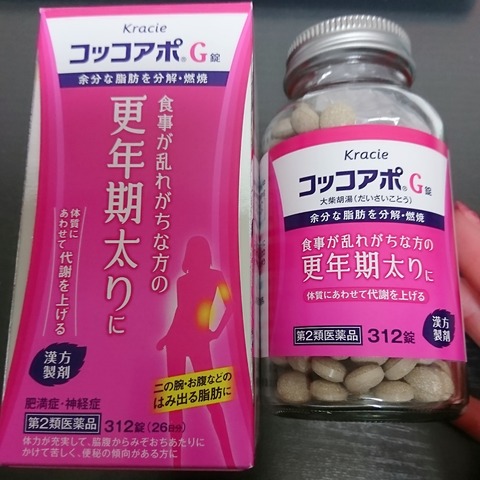 Kracie
コッコアポ®G錠
余分な脂肪を分解・燃焼
食事が乱れがちな方の
更年期太りに
体質に
あわせて代謝を上げる
漢方
製剤
二の腕・お腹などの
はみ出る脂肪に
肥満症・神経症
第2類医薬品 312錠(26日分)
体力が充実して、脇腹からみぞおちあたりに
かけて苦しく、便秘の傾向がある方に
Kracie
コッコアポ®G錠
大柴胡湯(だいさいことう)
余分な脂肪を分解・燃焼
食事が乱れがちな方の
更年期太りに
体質にあわせて代謝を上げる
第2類医薬品 312錠
漢方
製剤